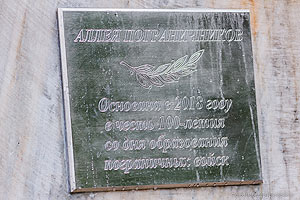 АЛЛЕЯ ПОГРАНИЧНИКОВ
Основана в 2018 году
в честь 100-летия
со дня образования
пограничных войск